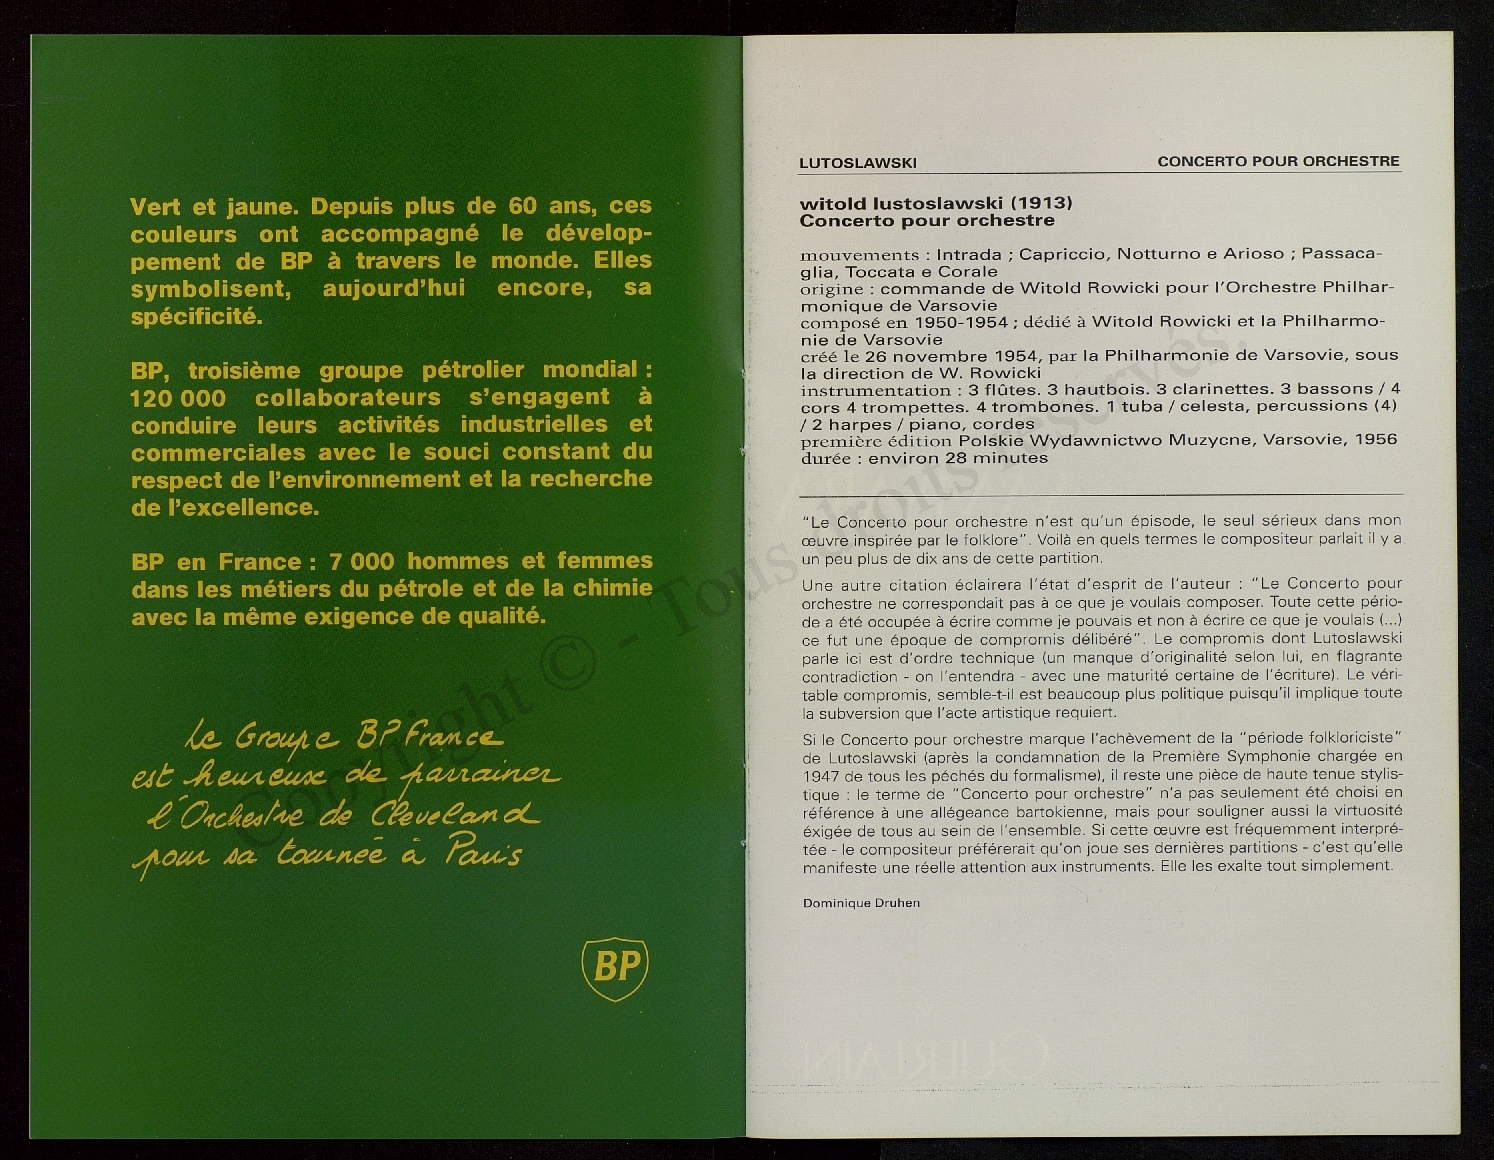 Vert et jaune. Depuis plus de 60 ans, ces
couleurs ont accompagné le dévelop-
pement de BP à travers le monde. Elles
symbolisent, aujourd'hui encore, sa
spécificité.
BP, troisième groupe pétrolier mondial :
120 000 collaborateurs s'engagent à
conduire leurs activités industrielles et
commerciales avec le souci constant du
respect de l'environnement et la recherche
de l'excellence.
BP en France : 7 000 hommes et femmes
dans les métiers du pétrole et de la chimie
avec la même exigence de qualité.
Le Groupe BP France
est heureux de parrainer
l'Orchestre de Cleveland
pour sa tournée à Paris
BP
LUTOSLAWSKI CONCERTO POUR ORCHESTRE
witold lustoslawski (1913)
Concerto pour orchestre
mouvements : Intrada ; Capriccio, Notturno e Arioso ; Passaca-
glia, Toccata e Corale
origine : commande de Witold Rowicki pour l'Orchestre Philhar-
monique de Varsovie
composé en 1950-1954 ; dédié à Witold Rowicki et la Philharmo-
nie de Varsovie
créé le 26 novembre 1954, par la Philharmonie de Varsovie, sous
la direction de W. Rowicki
instrumentation : 3 flûtes. 3 hautbois. 3 clarinettes. 3 bassons / 4
cors 4 trompettes. 4 trombones. 1 tuba / celesta, percussions (4)
/ 2 harpes / piano, cordes
première édition Polskie Wydawnictwo Muzycne, Varsovie, 1956
durée : environ 28 minutes
"Le Concerto pour orchestre n'est qu'un épisode, le seul sérieux dans mon
œuvre inspirée par le folklore". Voilà en quels termes le compositeur parlait il y a
un peu plus de dix ans de cette partition.
Une autre citation éclairera l'état d'esprit de l'auteur : "Le Concerto pour
orchestre ne correspondait pas à ce que je voulais composer. Toute cette pério-
de a été occupée à écrire comme je pouvais et non à écrire ce que je voulais (...)
ce fut une époque de compromis délibéré". Le compromis dont Lutoslawski
parle ici est d'ordre technique (un manque d'originalité selon lui, en flagrante
contradiction - on l'entendra - avec une maturité certaine de l'écriture). Le véri-
table compromis, semble-t-il est beaucoup plus politique puisqu'il implique toute
la subversion que l'acte artistique requiert.
Si le Concerto pour orchestre marque l'achèvement de la "période folkloriciste"
de Lutoslawski (après la condamnation de la Première Symphonie chargée en
1947 de tous les péchés du formalisme), il reste une pièce de haute tenue stylis-
tique : le terme de "Concerto pour orchestre" n'a pas seulement été choisi en
référence à une allégeance bartokienne, mais pour souligner aussi la virtuosité
éxigée de tous au sein de l'ensemble. Si cette œuvre est fréquemment interpré-
tée - le compositeur préférerait qu'on joue ses dernières partitions - c'est qu'elle
manifeste une réelle attention aux instruments. Elle les exalte tout simplement.
Dominique Druhen
GUERLAIN
Copyright © - Tous droits réservés.